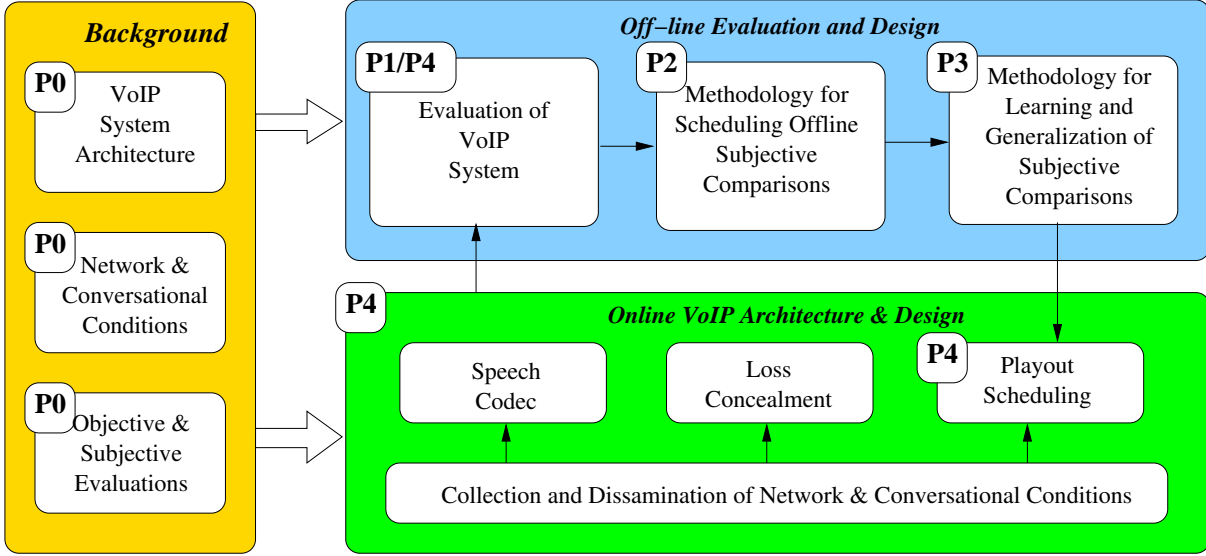 Background
P0
VoIP
System
Architecture
P0
Network &
Conversational
Conditions
P0
Objective &
Subjective
Evaluations
Off–line Evaluation and Design
P1/P4
Evaluation of
VoIP
System
P2
Methodology for
Scheduling Offline
Subjective
Comparisons
P3
Methodology for
Learning and
Generalization of
Subjective
Comparisons
P4
Online VoIP Architecture & Design
Speech
Codec
Loss
Concealment
P4
Playout
Scheduling
Collection and Dissamination of Network & Conversational Conditions